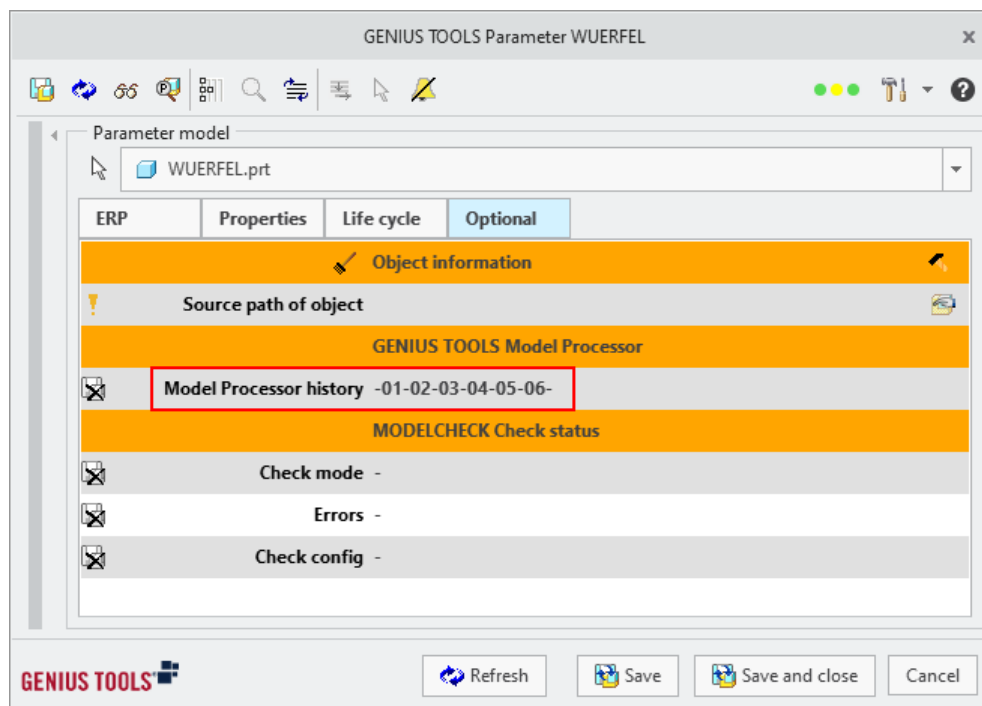 GENIUS TOOLS Parameter WUERFEL
Parameter model
WUERFEL.prt
ERP Properties Life cycle Optional
Object information
Source path of object
GENIUS TOOLS Model Processor
Model Processor history -01-02-03-04-05-06-
MODELCHECK Check status
Check mode -
Errors -
Check config -
GENIUS TOOLS Refresh Save Save and close Cancel